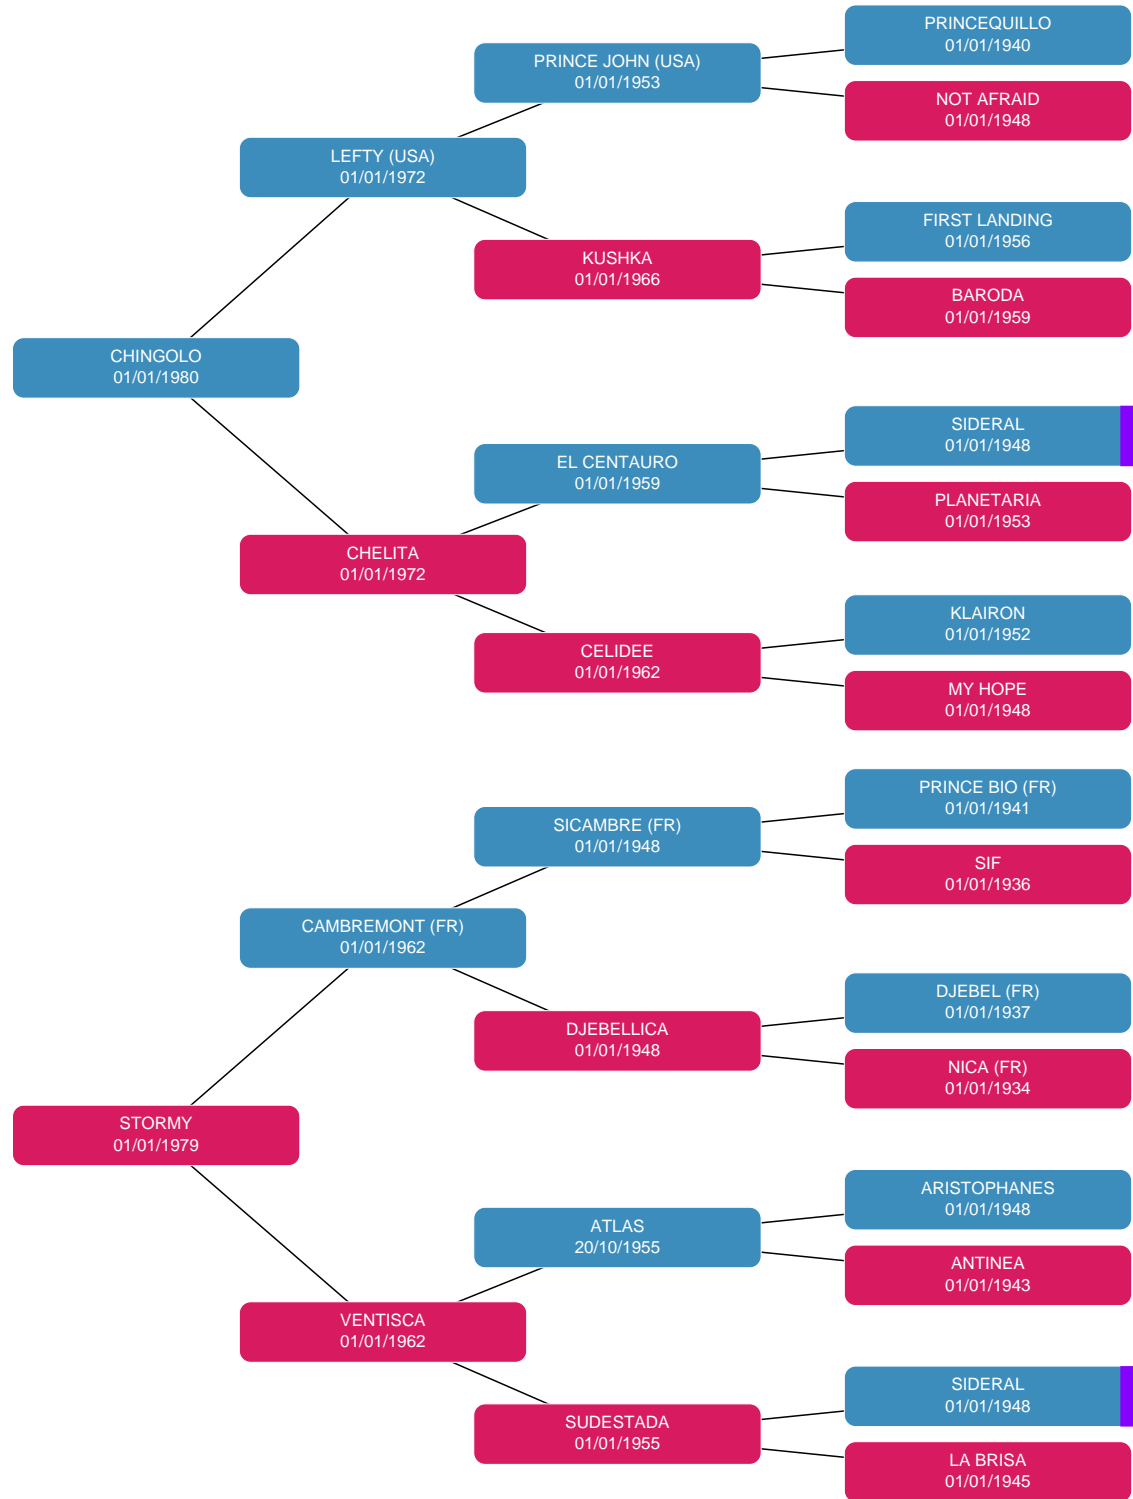 PRINCEQUILLO
01/01/1940
PRINCE JOHN (USA)
01/01/1953
NOT AFRAID
01/01/1948
LEFTY (USA)
01/01/1972
FIRST LANDING
01/01/1956
KUSHKA
01/01/1966
BARODA
01/01/1959
CHINGOLO
01/01/1980
SIDERAL
01/01/1948
EL CENTAURO
01/01/1959
PLANETARIA
01/01/1953
CHELITA
01/01/1972
KLAIRON
01/01/1952
CELIDEE
01/01/1962
MY HOPE
01/01/1948
PRINCE BIO (FR)
01/01/1941
SICAMBRE (FR)
01/01/1948
SIF
01/01/1936
CAMBREMONT (FR)
01/01/1962
DJEBEL (FR)
01/01/1937
DJEBELLICA
01/01/1948
NICA (FR)
01/01/1934
STORMY
01/01/1979
ARISTOPHANES
01/01/1948
ATLAS
20/10/1955
ANTINEA
01/01/1943
VENTISCA
01/01/1962
SIDERAL
01/01/1948
SUDESTADA
01/01/1955
LA BRISA
01/01/1945